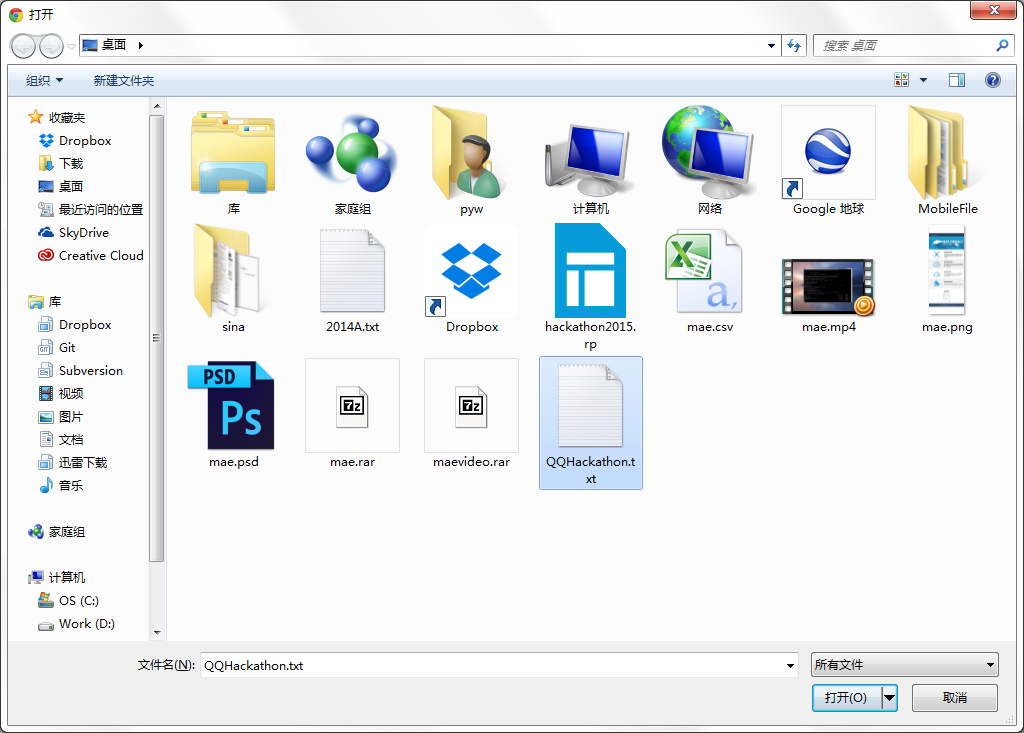 打开
桌面
搜索 桌面
组织
新建文件夹
收藏夹
Dropbox
下载
桌面
最近访问的位置
SkyDrive
Creative Cloud
库
Dropbox
Git
Subversion
视频
图片
文档
迅雷下载
音乐
家庭组
计算机
OS (C:)
Work (D:)
库
家庭组
pyw
计算机
网络
Google 地球
MobileFile
sina
2014A.txt
Dropbox
hackathon2015.
rp
X
a,
mae.csv
mae.mp4
mae.png
PSD
Ps
mae.psd
7z
mae.rar
7z
maevideo.rar
QQHackathon.t
xt
文件名(N):
QQHackathon.txt
所有文件
打开(O)
取消